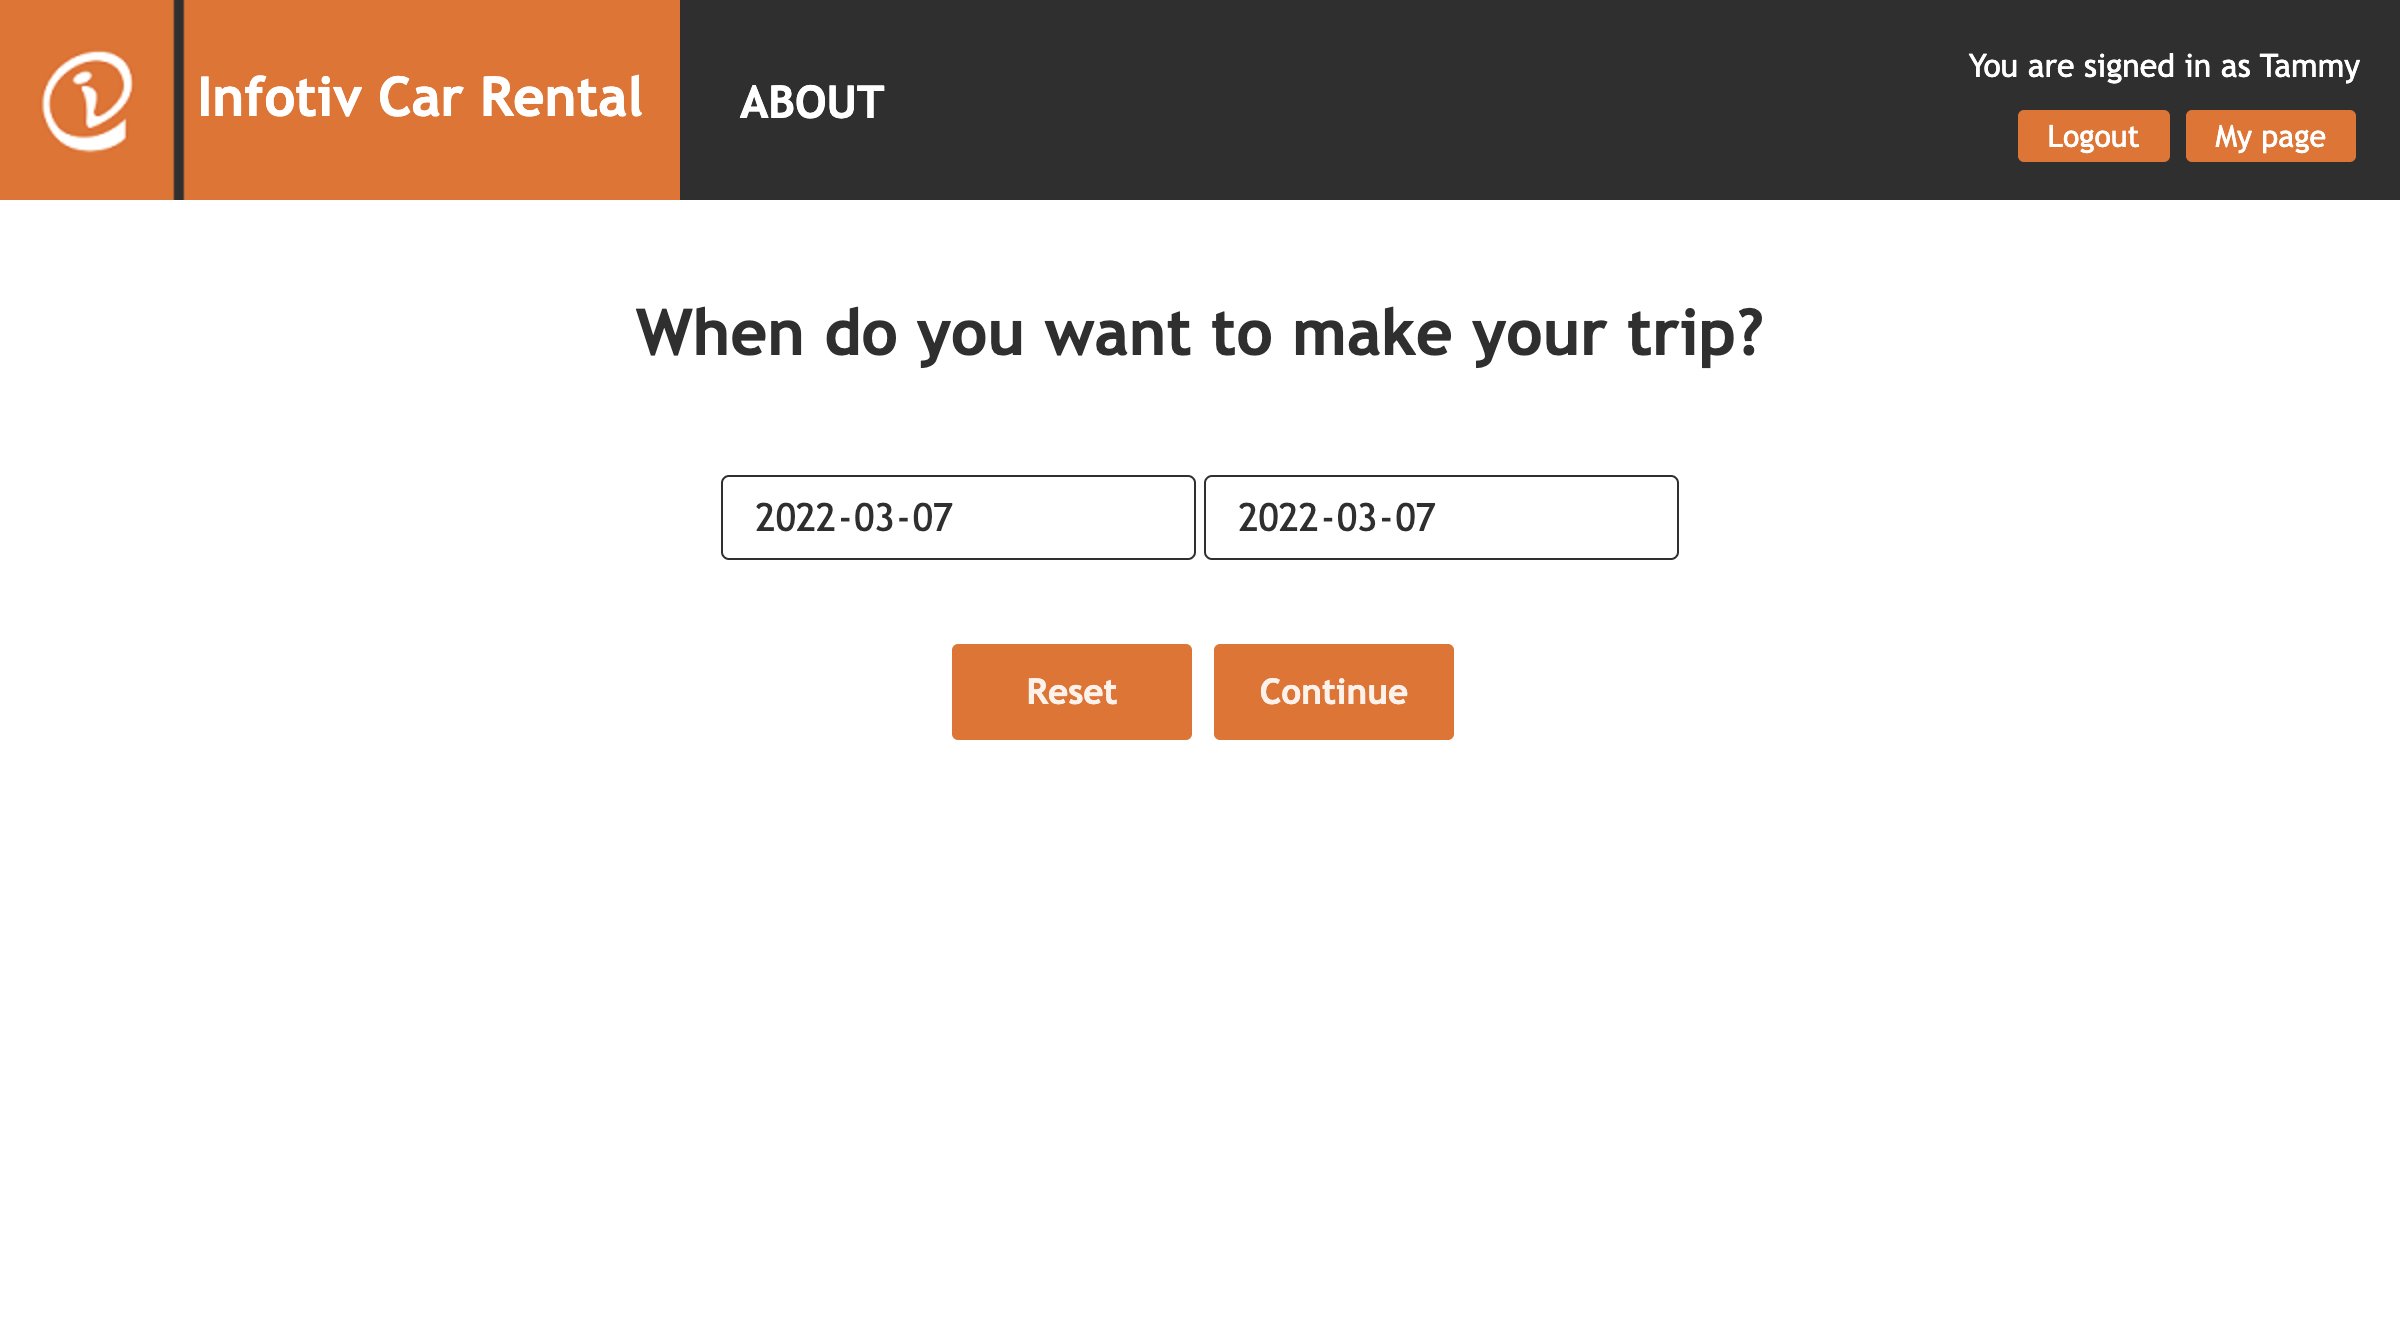 Infotiv Car Rental
ABOUT
You are signed in as Tammy
Logout
My page
When do you want to make your trip?
2022-03-07
2022-03-07
Reset
Continue